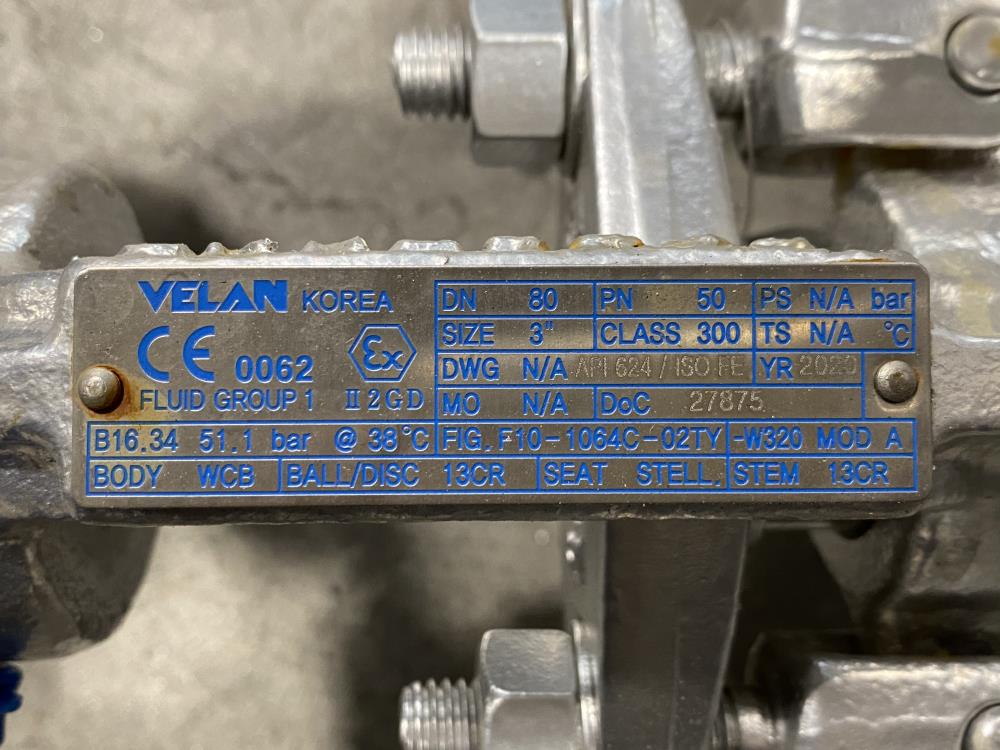 VELAN KOREA
DN 80 PN 50 PS N/A bar
SIZE 3" CLASS 300 TS N/A °C
CE 0062 Ex
DWG N/A API 624 / ISO FE YR 2020
FLUID GROUP 1 II 2 G D
MO N/A DoC 27875
B16.34 51.1 bar @ 38°C FIG. F10-1064C-02TY -W320 MOD A
BODY WCB BALL/DISC 13CR SEAT STELL. STEM 13CR